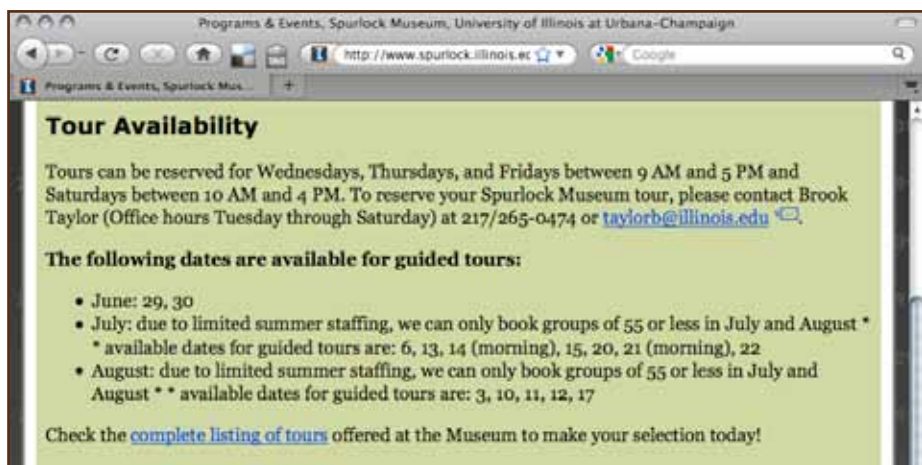 Programs & Events, Spurlock Museum, University of Illinois at Urbana-Champaign
http://www.spurlock.illinois.ec
Google
Programs & Events, Spurlock Mus...
Tour Availability
Tours can be reserved for Wednesdays, Thursdays, and Fridays between 9 AM and 5 PM and
Saturdays between 10 AM and 4 PM. To reserve your Spurlock Museum tour, please contact Brook
Taylor (Office hours Tuesday through Saturday) at 217/265-0474 or taylorb@illinois.edu.
The following dates are available for guided tours:
• June: 29, 30
• July: due to limited summer staffing, we can only book groups of 55 or less in July and August *
* available dates for guided tours are: 6, 13, 14 (morning), 15, 20, 21 (morning), 22
• August: due to limited summer staffing, we can only book groups of 55 or less in July and
August * * available dates for guided tours are: 3, 10, 11, 12, 17
Check the complete listing of tours offered at the Museum to make your selection today!